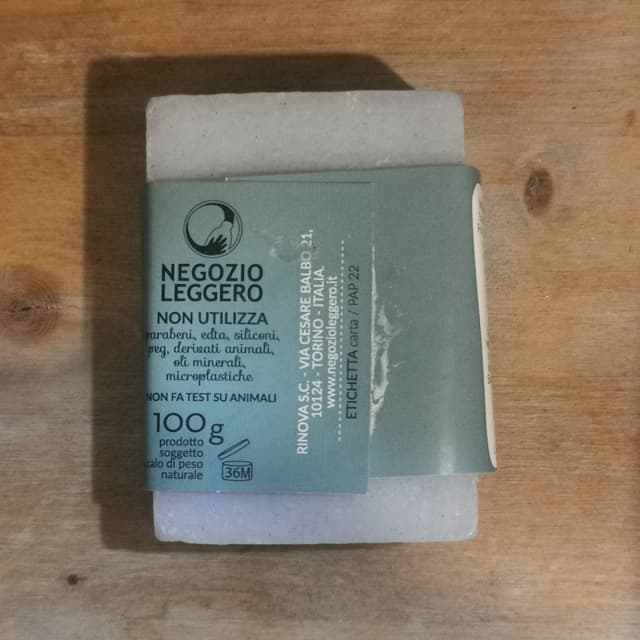 NEGOZIO
LEGGERO
NON UTILIZZA
parabeni, edta, siliconi,
peg, derivati animali,
oli minerali,
microplastiche
NON FA TEST SU ANIMALI
100 g
prodotto
soggetto
calo di peso
naturale
36M
RINOVA S.C. - VIA CESARE BALBO 21,
10124 - TORINO - ITALIA
www.negozioleggero.it
ETICHETTA carta / PAP 22